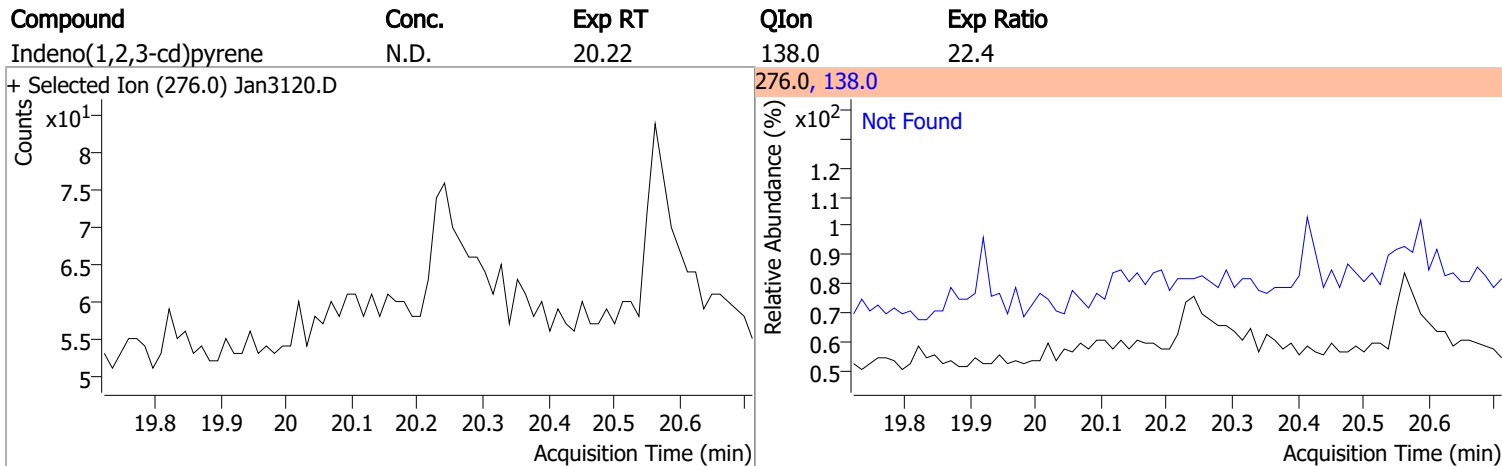 Compound Conc. Exp RT QIon Exp Ratio
Indeno(1,2,3-cd)pyrene N.D. 20.22 138.0 22.4
+ Selected Ion (276.0) Jan3120.D
Counts
x10¹
8
7.5
7
6.5
6
5.5
5
19.8 19.9 20 20.1 20.2 20.3 20.4 20.5 20.6
Acquisition Time (min)
276.0, 138.0
Relative Abundance (%)
x10²
Not Found
1.2
1.1
1
0.9
0.8
0.7
0.6
0.5
19.8 19.9 20 20.1 20.2 20.3 20.4 20.5 20.6
Acquisition Time (min)